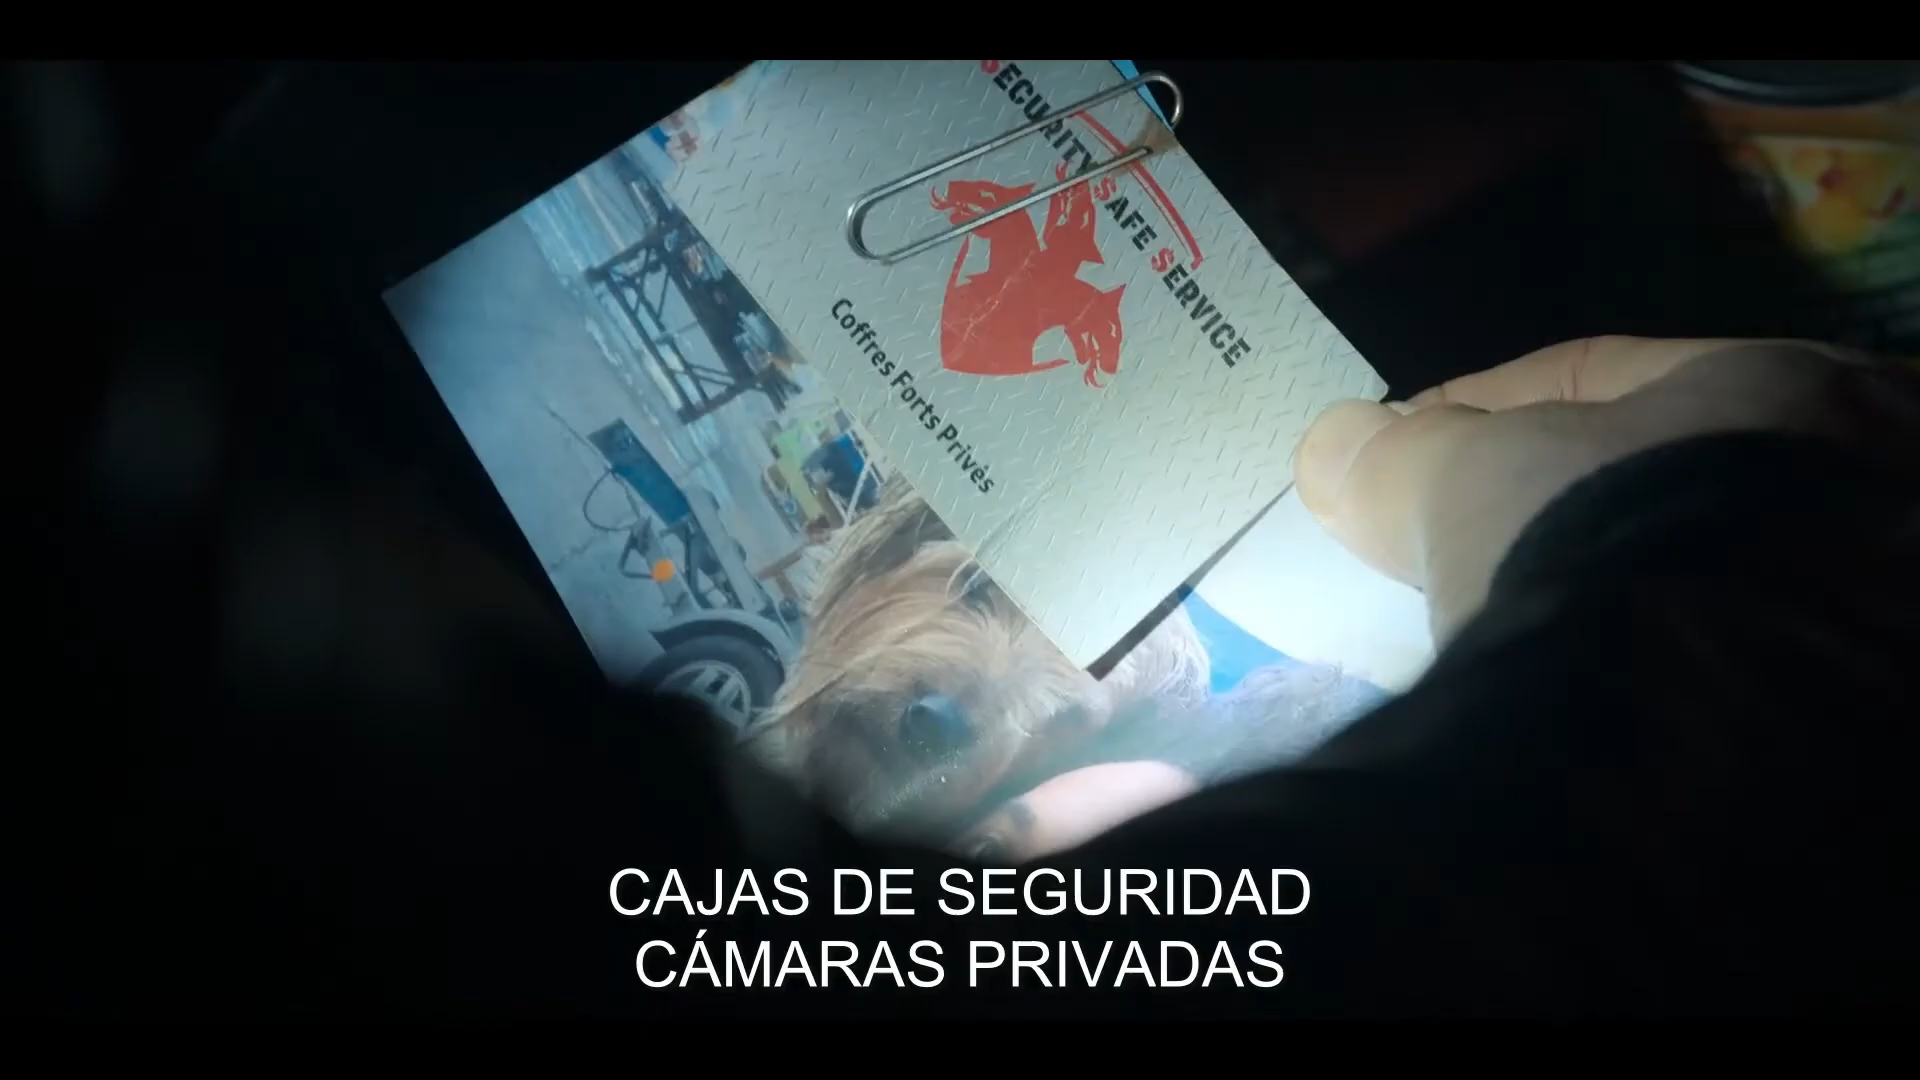 SECURITY SAFE SERVICE
Coffres Forts Privés
CAJAS DE SEGURIDAD
CÁMARAS PRIVADAS